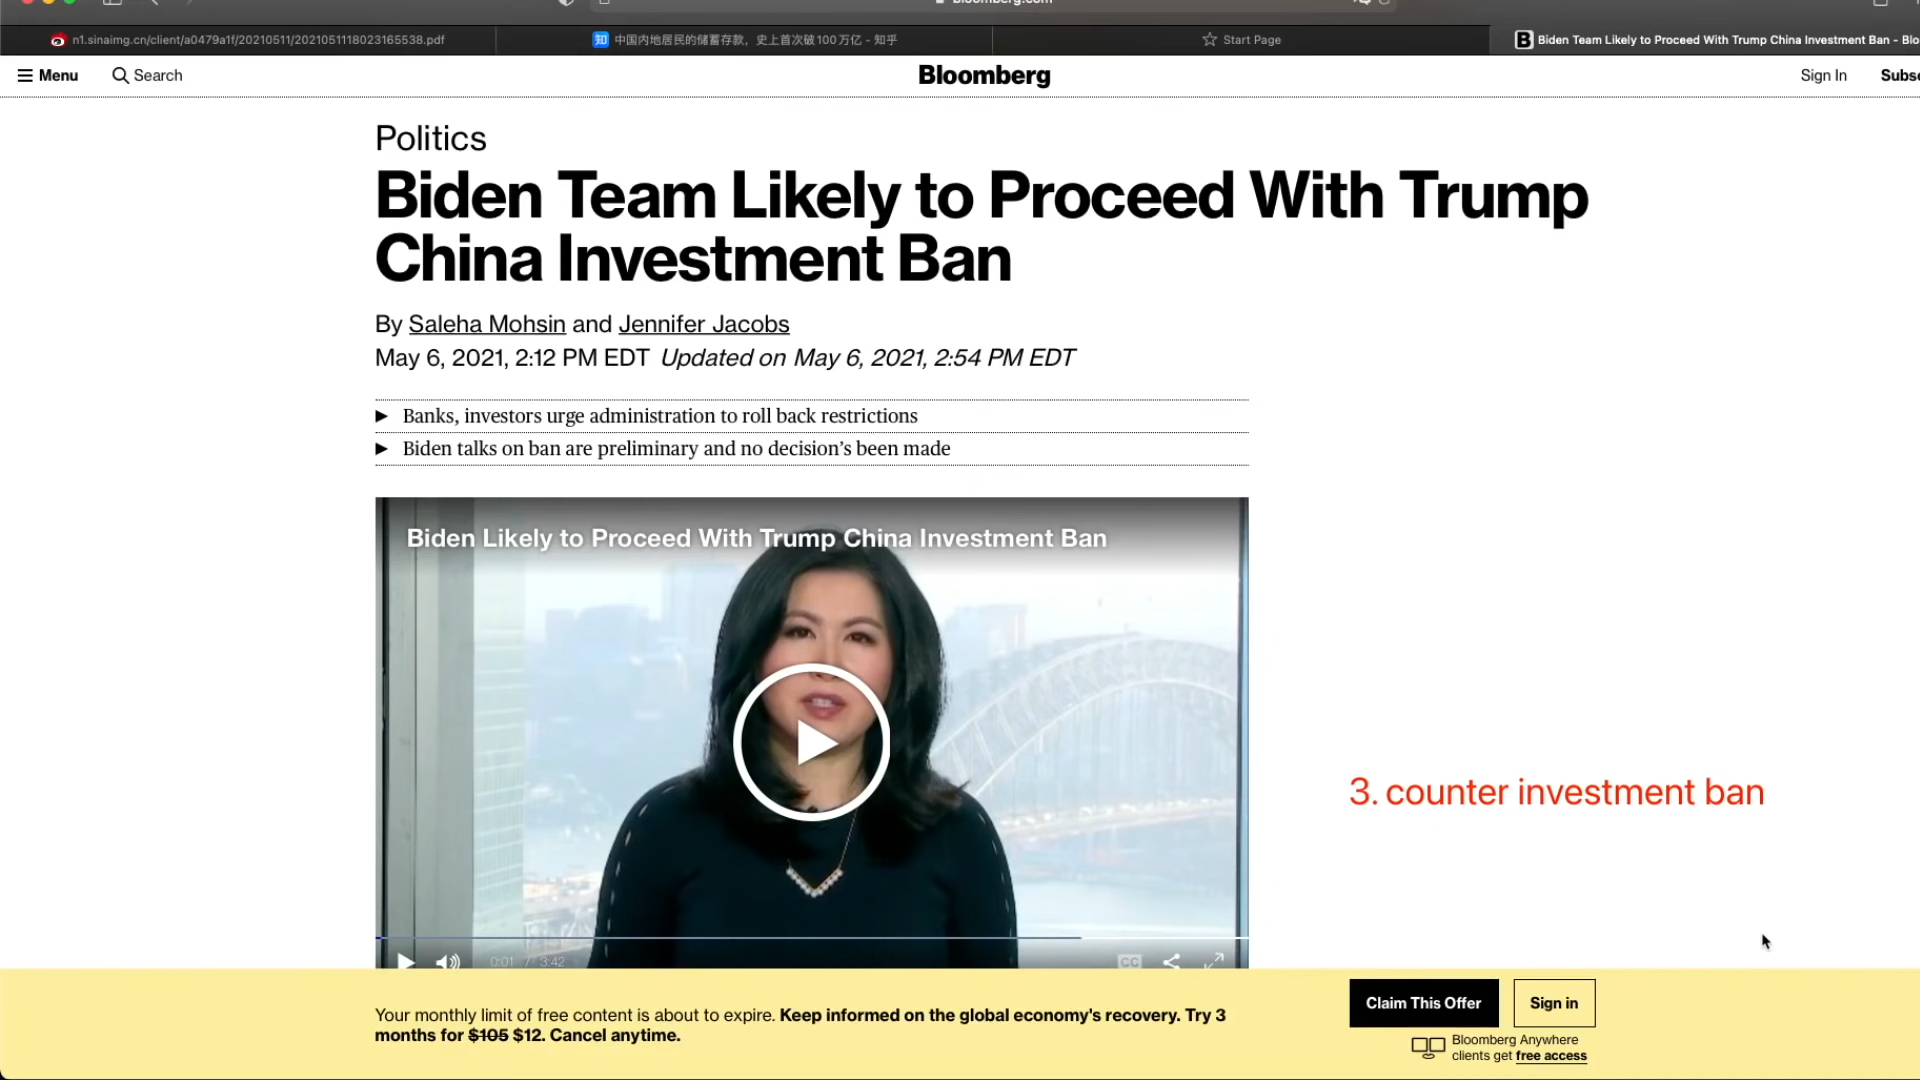 n1.sinaimg.cn/client/a0479a1f/20210511/2021051118023165538.pdf
知 中国内地居民的储蓄存款，史上首次破100万亿 - 知乎
Start Page
B Biden Team Likely to Proceed With Trump China Investment Ban - Blo
Menu
Search
Bloomberg
Sign In
Politics
Biden Team Likely to Proceed With Trump
China Investment Ban
By Saleha Mohsin and Jennifer Jacobs
May 6, 2021, 2:12 PM EDT Updated on May 6, 2021, 2:54 PM EDT
Banks, investors urge administration to roll back restrictions
Biden talks on ban are preliminary and no decision’s been made
Biden Likely to Proceed With Trump China Investment Ban
3. counter investment ban
0:01 / 3:42
CC
Your monthly limit of free content is about to expire. Keep informed on the global economy's recovery. Try 3
months for $105 $12. Cancel anytime.
Claim This Offer
Sign in
Bloomberg Anywhere
clients get free access